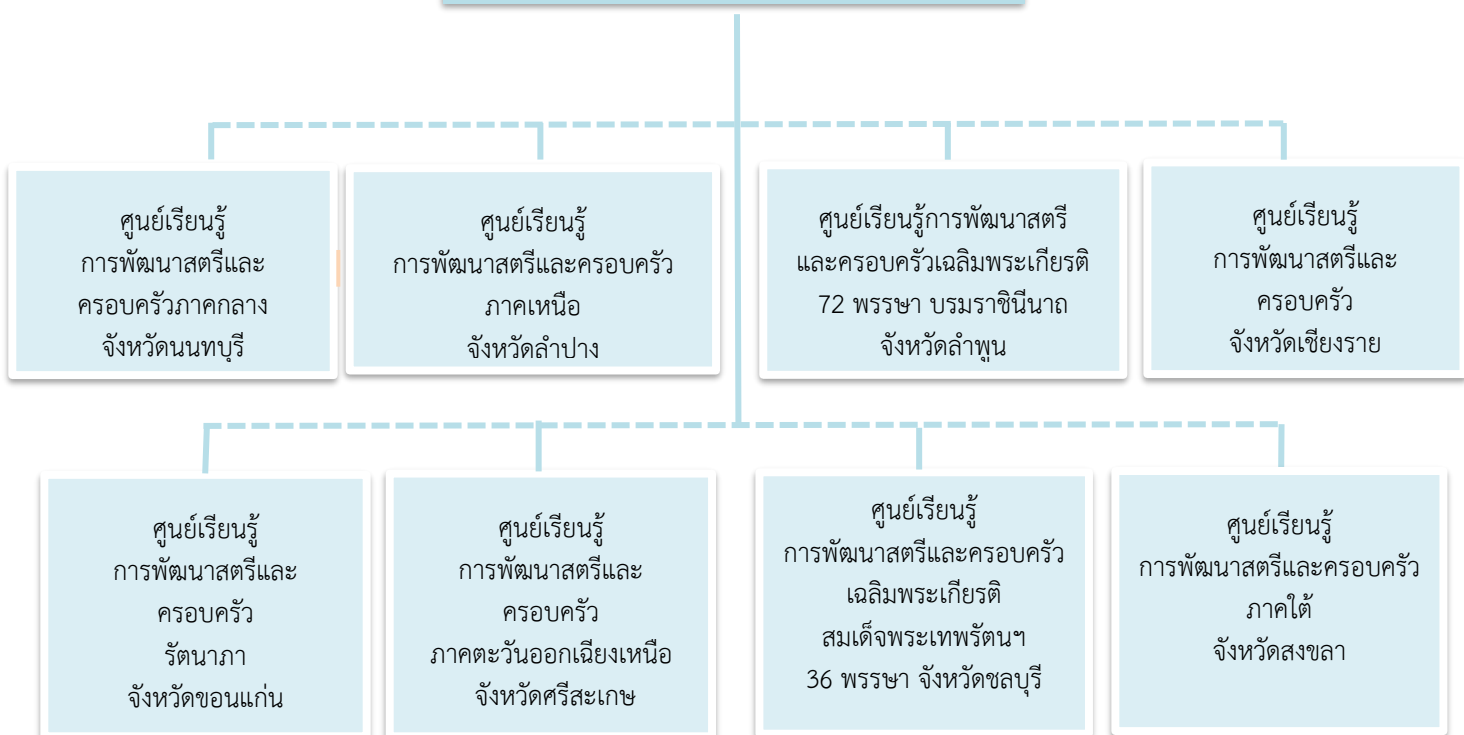 ศูนย์เรียนรู้
การพัฒนาสตรีและ
ครอบครัวภาคกลาง
จังหวัดนนทบุรี
ศูนย์เรียนรู้
การพัฒนาสตรีและครอบครัว
ภาคเหนือ
จังหวัดลำปาง
ศูนย์เรียนรู้การพัฒนาสตรี
และครอบครัวเฉลิมพระเกียรติ
72 พรรษา บรมราชินีนาถ
จังหวัดลำพูน
ศูนย์เรียนรู้
การพัฒนาสตรีและ
ครอบครัว
จังหวัดเชียงราย
ศูนย์เรียนรู้
การพัฒนาสตรีและ
ครอบครัว
รัตนาภา
จังหวัดขอนแก่น
ศูนย์เรียนรู้
การพัฒนาสตรีและ
ครอบครัว
ภาคตะวันออกเฉียงเหนือ
จังหวัดศรีสะเกษ
ศูนย์เรียนรู้
การพัฒนาสตรีและครอบครัว
เฉลิมพระเกียรติ
สมเด็จพระเทพรัตนฯ
36 พรรษา จังหวัดชลบุรี
ศูนย์เรียนรู้
การพัฒนาสตรีและครอบครัว
ภาคใต้
จังหวัดสงขลา